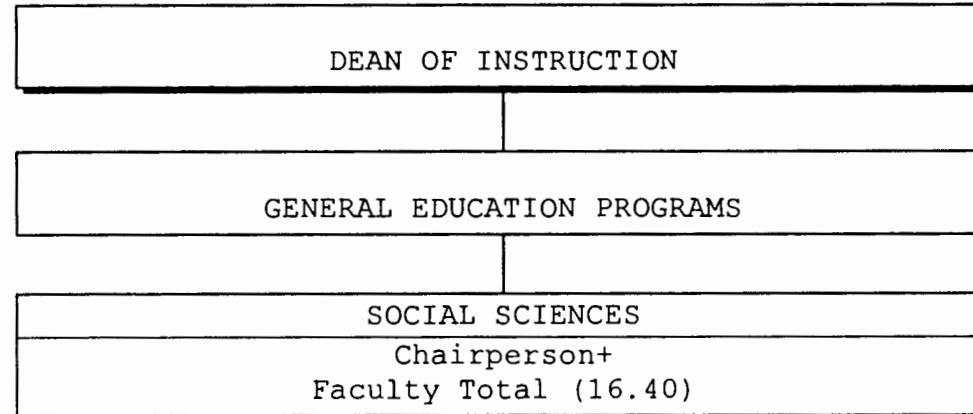 DEAN OF INSTRUCTION
GENERAL EDUCATION PROGRAMS
SOCIAL SCIENCES
Chairperson+
Faculty Total (16.40)